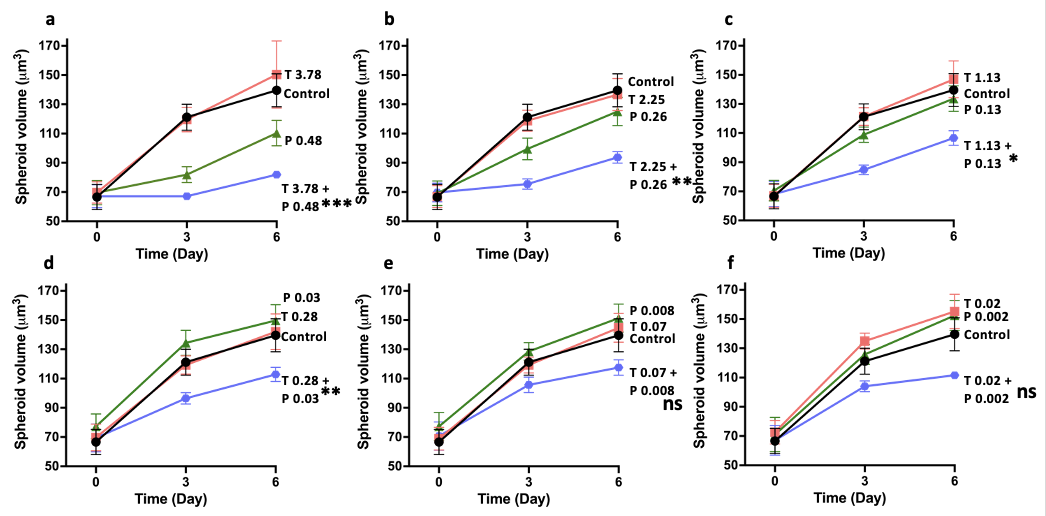 a
Spheroid volume (μm³)
170
150
130
110
90
70
50
0
3
6
Time (Day)
T 3.78
Control
P 0.48
T 3.78 +
P 0.48 ***
b
Spheroid volume (μm³)
170
150
130
110
90
70
50
0
3
6
Time (Day)
Control
T 2.25
P 0.26
T 2.25 +
P 0.26 **
c
Spheroid volume (μm³)
170
150
130
110
90
70
50
0
3
6
Time (Day)
T 1.13
Control
P 0.13
T 1.13 +
P 0.13 *
d
Spheroid volume (μm³)
170
150
130
110
90
70
50
0
3
6
Time (Day)
P 0.03
T 0.28
Control
T 0.28 +
P 0.03 **
e
Spheroid volume (μm³)
170
150
130
110
90
70
50
0
3
6
Time (Day)
P 0.008
T 0.07
Control
T 0.07 +
P 0.008
ns
f
Spheroid volume (μm³)
170
150
130
110
90
70
50
0
3
6
Time (Day)
T 0.02
P 0.002
Control
T 0.02 +
P 0.002 ns